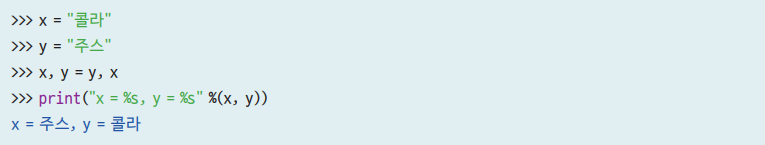 >>> x = "콜라"
>>> y = "주스"
>>> x, y = y, x
>>> print("x = %s, y = %s" %(x, y))
x = 주스, y = 콜라